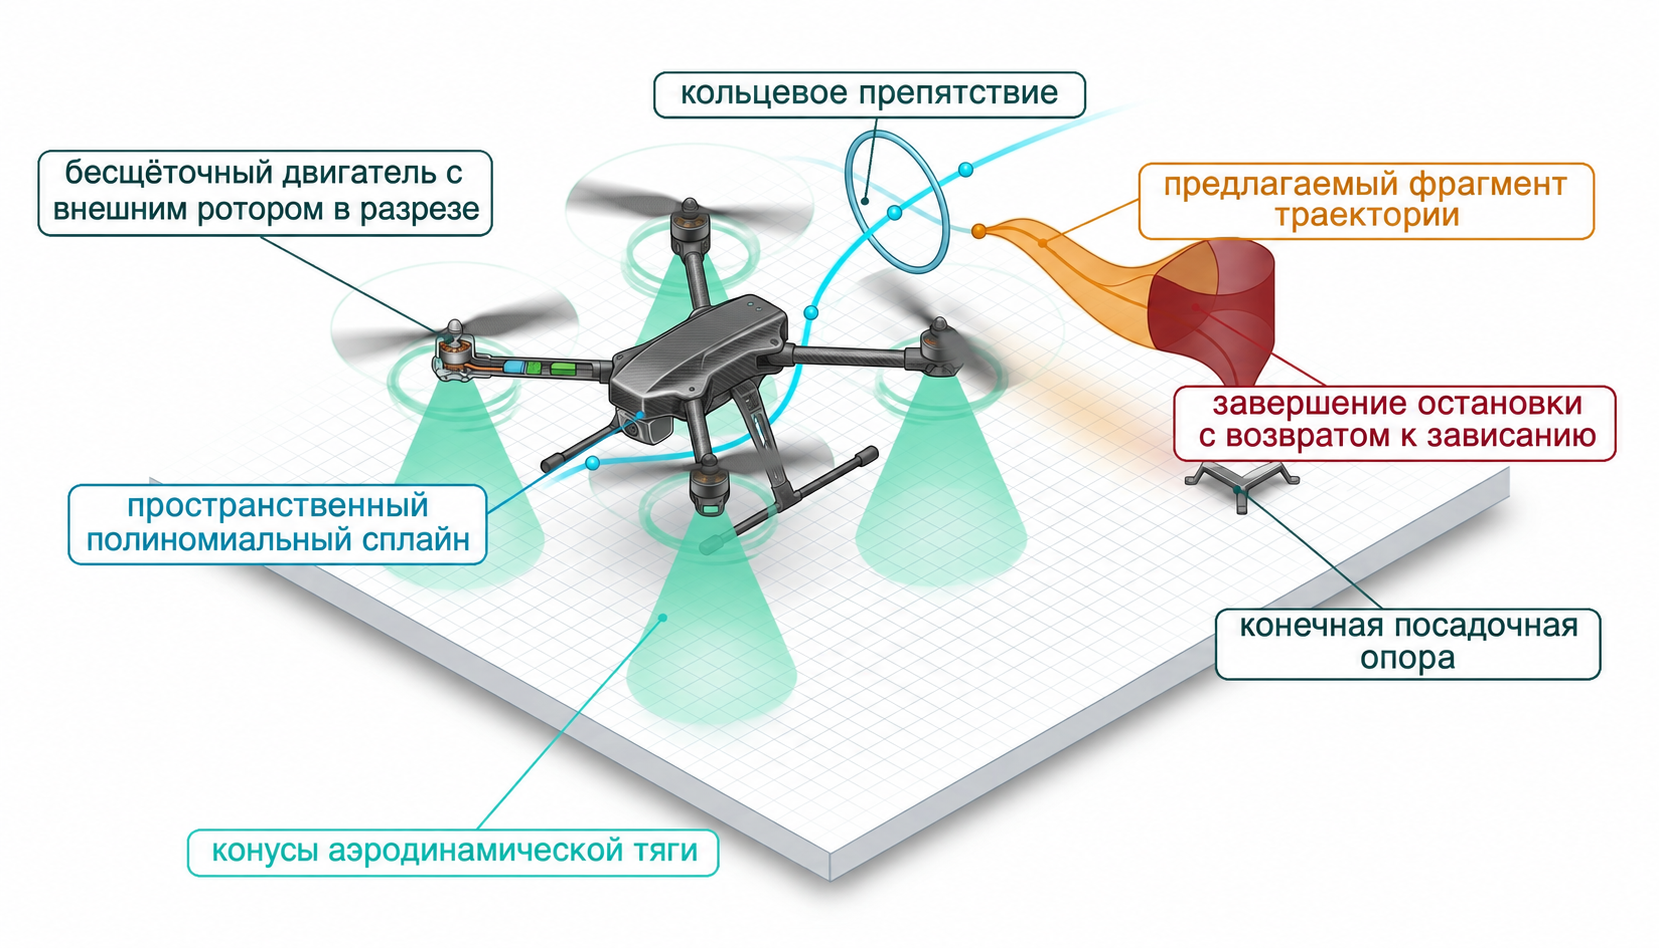 кольцевое препятствие
бесщёточный двигатель с
внешним ротором в разрезе
предлагаемый фрагмент
траектории
завершение остановки
с возвратом к зависанию
пространственный
полиномиальный сплайн
конечная посадочная
опора
конусы аэродинамической тяги